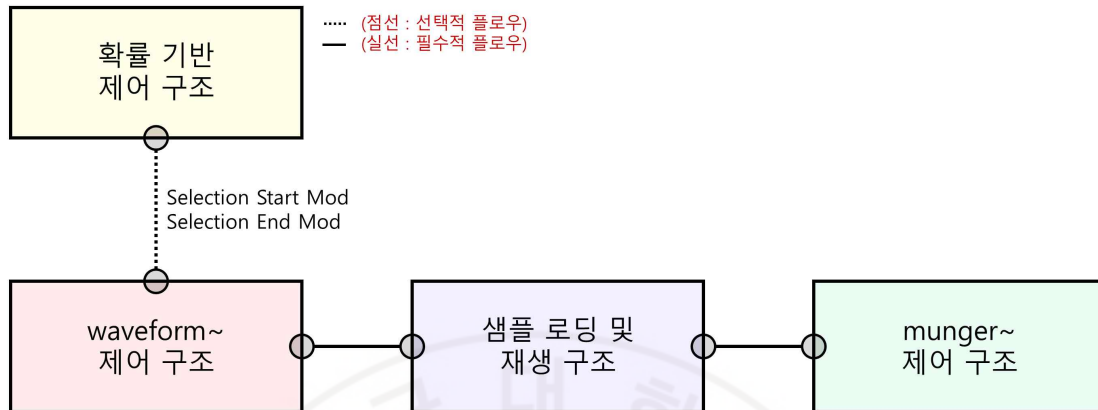 확률 기반
제어 구조
(점선 : 선택적 플로우)
(실선 : 필수적 플로우)
Selection Start Mod
Selection End Mod
waveform~
제어 구조
샘플 로딩 및
재생 구조
munger~
제어 구조